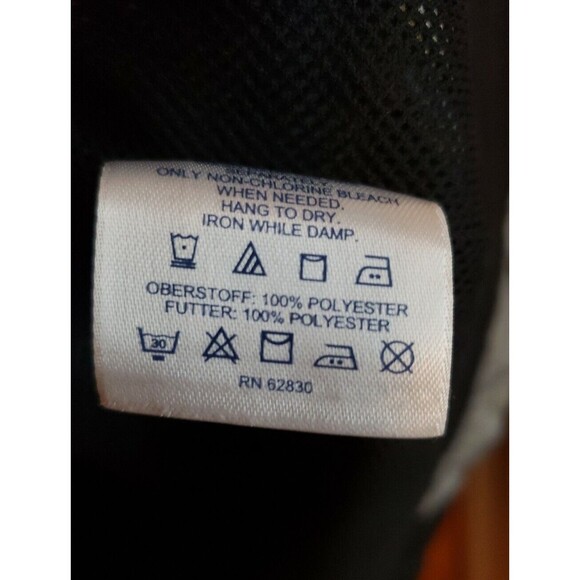 SEPARATELY.
ONLY NON-CHLORINE BLEACH
WHEN NEEDED.
HANG TO DRY.
IRON WHILE DAMP.
OBERSTOFF: 100% POLYESTER
FUTTER: 100% POLYESTER
30
RN 62830